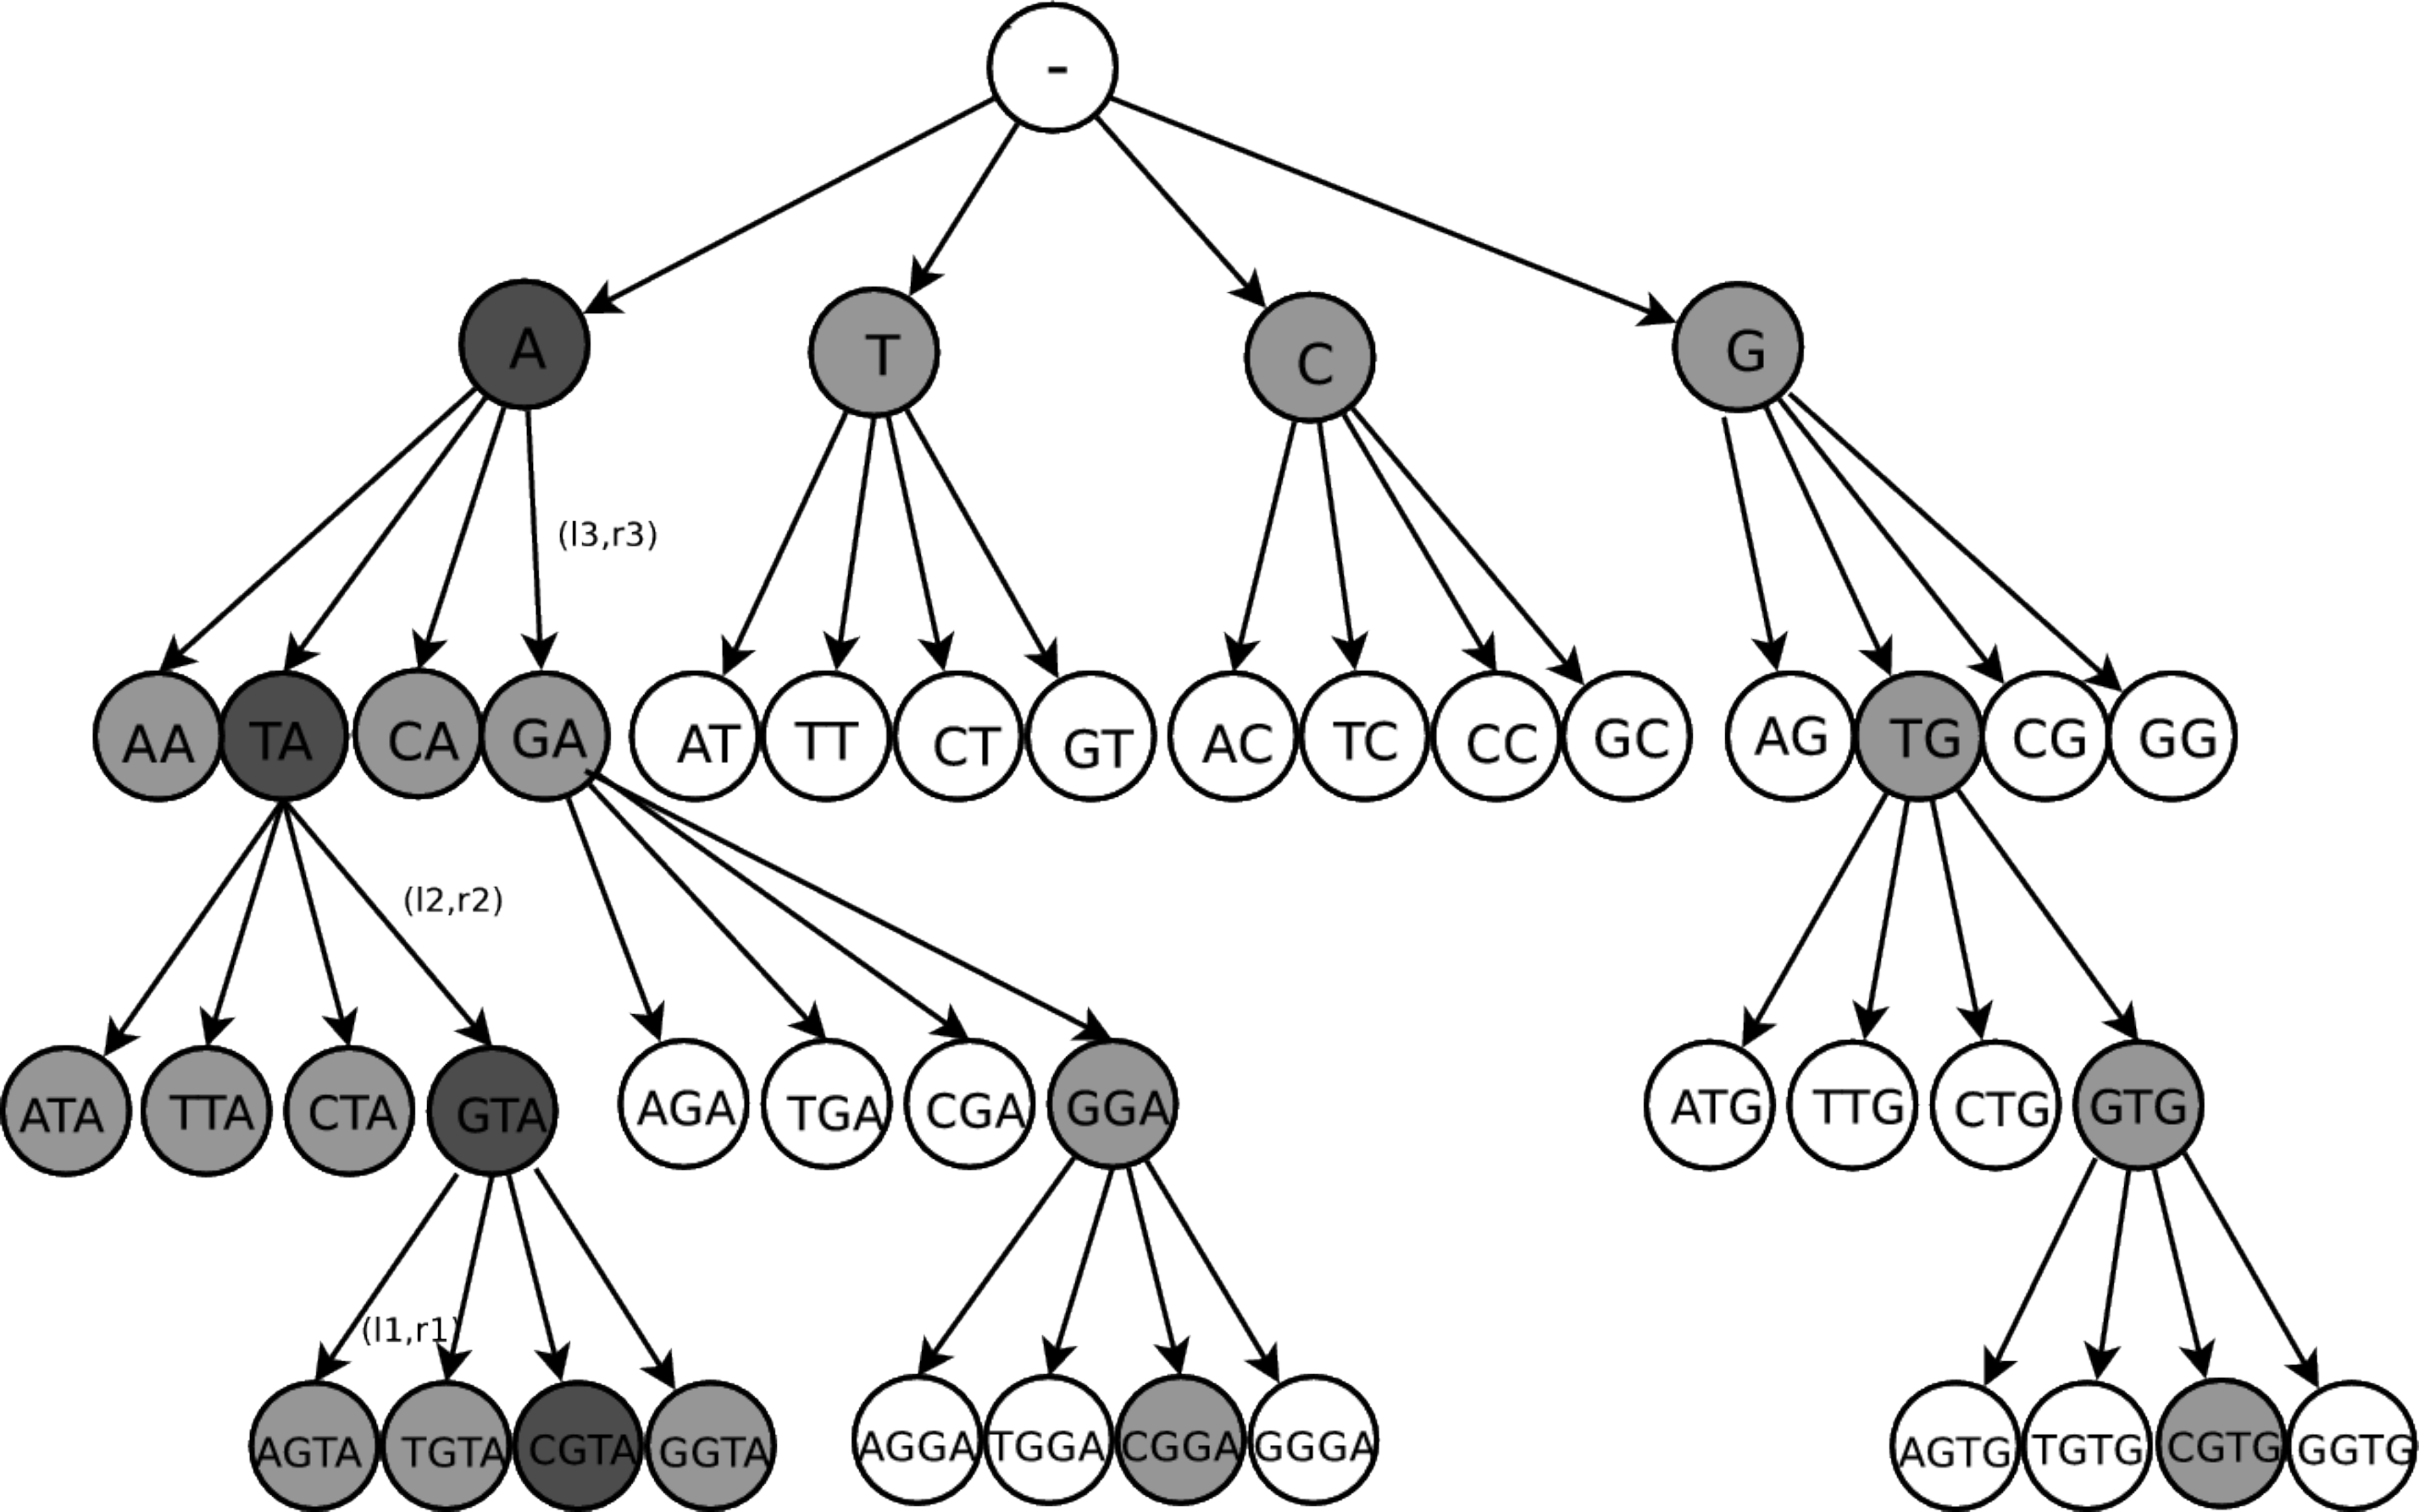 -
A T C G
(l3,r3)
AA TA CA GA AT TT CT GT AC TC CC GC AG TG CG GG
(l2,r2)
ATA TTA CTA GTA AGA TGA CGA GGA ATG TTG CTG GTG
(l1,r1)
AGTA TGTA CGTA GGTA AGGA TGGA CGGA GGGA AGTG TGTG CGTG GGTG